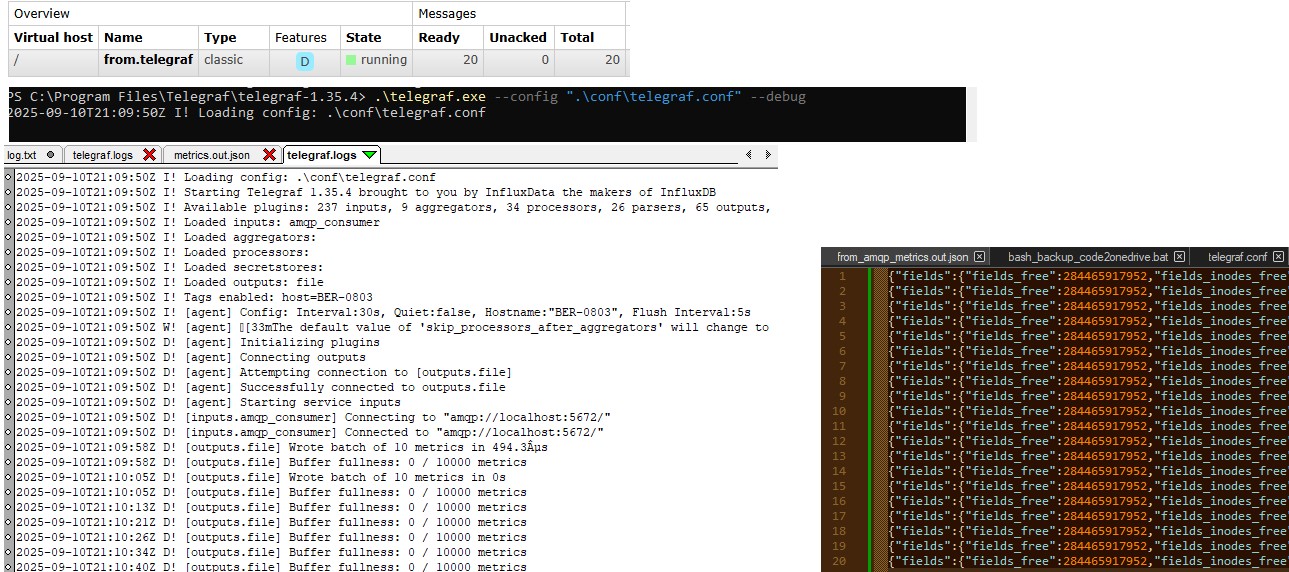 Overview Messages
Virtual host Name Type Features State Ready Unacked Total
/ from.telegraf classic D running 20 0 20
PS C:\Program Files\Telegraf\telegraf-1.35.4> .\telegraf.exe --config ".\conf\telegraf.conf" --debug
2025-09-10T21:09:50Z I! Loading config: .\conf\telegraf.conf
log.txt telegraf.logs metrics.out.json telegraf.logs
2025-09-10T21:09:50Z I! Loading config: .\conf\telegraf.conf
2025-09-10T21:09:50Z I! Starting Telegraf 1.35.4 brought to you by InfluxData the makers of InfluxDB
2025-09-10T21:09:50Z I! Available plugins: 237 inputs, 9 aggregators, 34 processors, 26 parsers, 65 outputs,
2025-09-10T21:09:50Z I! Loaded inputs: amqp_consumer
2025-09-10T21:09:50Z I! Loaded aggregators:
2025-09-10T21:09:50Z I! Loaded processors:
2025-09-10T21:09:50Z I! Loaded secretstores:
2025-09-10T21:09:50Z I! Loaded outputs: file
2025-09-10T21:09:50Z I! Tags enabled: host=BER-0803
2025-09-10T21:09:50Z I! [agent] Config: Interval:30s, Quiet:false, Hostname:"BER-0803", Flush Interval:5s
2025-09-10T21:09:50Z W! [agent] [33mThe default value of 'skip_processors_after_aggregators' will change to
2025-09-10T21:09:50Z D! [agent] Initializing plugins
2025-09-10T21:09:50Z D! [agent] Connecting outputs
2025-09-10T21:09:50Z D! [agent] Attempting connection to [outputs.file]
2025-09-10T21:09:50Z D! [agent] Successfully connected to outputs.file
2025-09-10T21:09:50Z D! [agent] Starting service inputs
2025-09-10T21:09:50Z D! [inputs.amqp_consumer] Connecting to "amqp://localhost:5672/"
2025-09-10T21:09:50Z D! [inputs.amqp_consumer] Connected to "amqp://localhost:5672/"
2025-09-10T21:09:58Z D! [outputs.file] Wrote batch of 10 metrics in 494.3Âµs
2025-09-10T21:09:58Z D! [outputs.file] Buffer fullness: 0 / 10000 metrics
2025-09-10T21:10:05Z D! [outputs.file] Wrote batch of 10 metrics in 0s
2025-09-10T21:10:05Z D! [outputs.file] Buffer fullness: 0 / 10000 metrics
2025-09-10T21:10:13Z D! [outputs.file] Buffer fullness: 0 / 10000 metrics
2025-09-10T21:10:21Z D! [outputs.file] Buffer fullness: 0 / 10000 metrics
2025-09-10T21:10:26Z D! [outputs.file] Buffer fullness: 0 / 10000 metrics
2025-09-10T21:10:34Z D! [outputs.file] Buffer fullness: 0 / 10000 metrics
2025-09-10T21:10:40Z D! [outputs.file] Buffer fullness: 0 / 10000 metrics
from_amqp_metrics.out.json bash_backup_code2onedrive.bat telegraf.conf
1 {"fields":{"fields_free":284465917952,"fields_inodes_free
2 {"fields":{"fields_free":284465917952,"fields_inodes_free
3 {"fields":{"fields_free":284465917952,"fields_inodes_free
4 {"fields":{"fields_free":284465917952,"fields_inodes_free
5 {"fields":{"fields_free":284465917952,"fields_inodes_free
6 {"fields":{"fields_free":284465917952,"fields_inodes_free
7 {"fields":{"fields_free":284465917952,"fields_inodes_free
8 {"fields":{"fields_free":284465917952,"fields_inodes_free
9 {"fields":{"fields_free":284465917952,"fields_inodes_free
10 {"fields":{"fields_free":284465917952,"fields_inodes_free
11 {"fields":{"fields_free":284465917952,"fields_inodes_free
12 {"fields":{"fields_free":284465917952,"fields_inodes_free
13 {"fields":{"fields_free":284465917952,"fields_inodes_free
14 {"fields":{"fields_free":284465917952,"fields_inodes_free
15 {"fields":{"fields_free":284465917952,"fields_inodes_free
16 {"fields":{"fields_free":284465917952,"fields_inodes_free
17 {"fields":{"fields_free":284465917952,"fields_inodes_free
18 {"fields":{"fields_free":284465917952,"fields_inodes_free
19 {"fields":{"fields_free":284465917952,"fields_inodes_free
20 {"fields":{"fields_free":284465917952,"fields_inodes_free